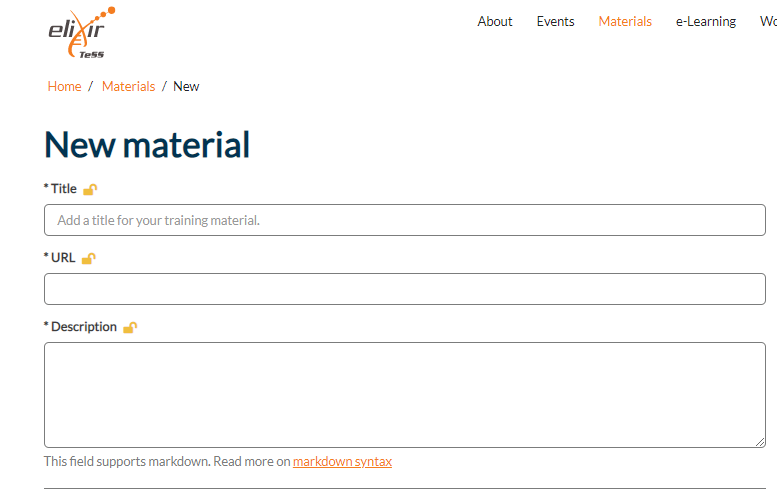 elixir
TeSS
About Events Materials e-Learning Wo
Home / Materials / New
New material
* Title
Add a title for your training material.
* URL
* Description
This field supports markdown. Read more on markdown syntax